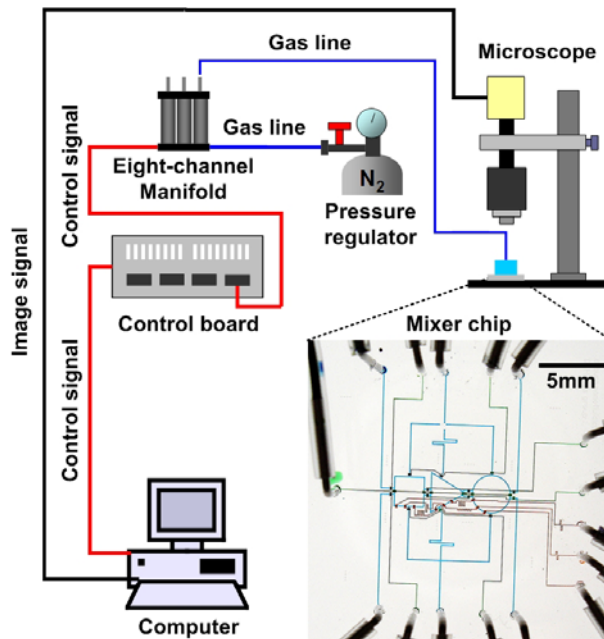 Gas line
Microscope
Control signal
Gas line
Eight-channel
Manifold
N2
Pressure
regulator
Image signal
Control board
Mixer chip
5mm
Control signal
Computer